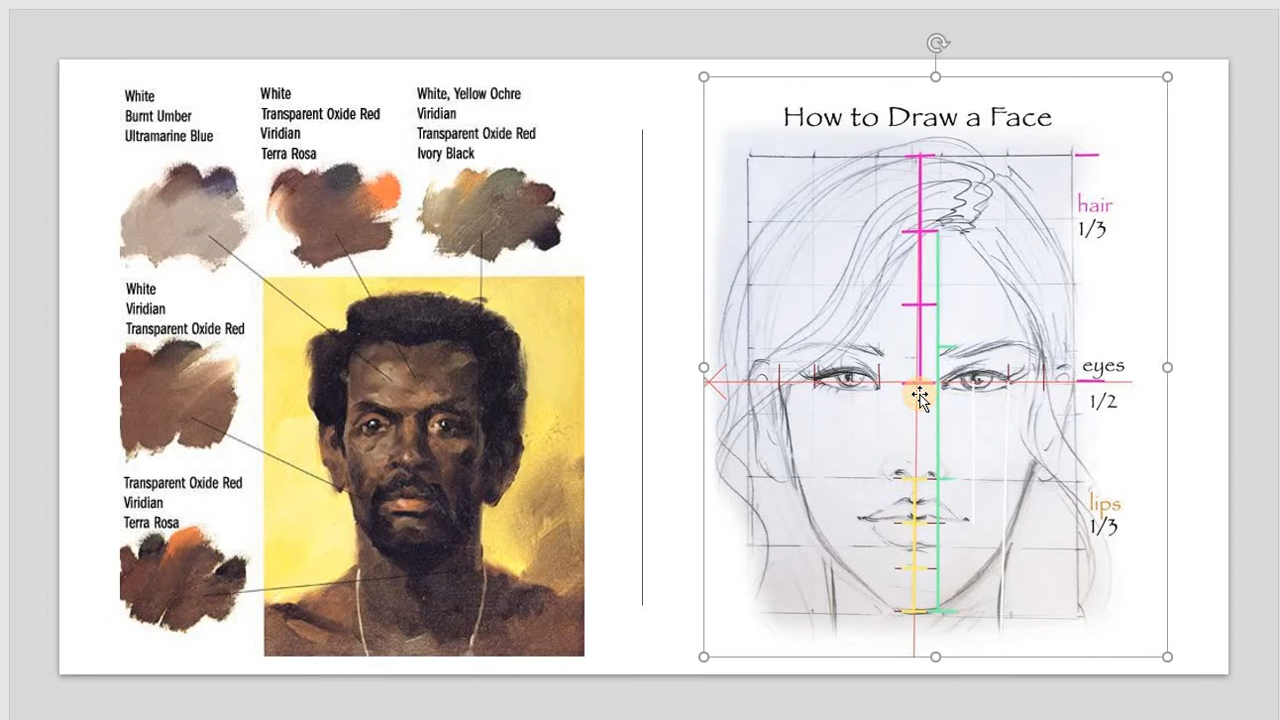 White
Burnt Umber
Ultramarine Blue
White
Transparent Oxide Red
Viridian
Terra Rosa
White, Yellow Ochre
Viridian
Transparent Oxide Red
Ivory Black
White
Viridian
Transparent Oxide Red
Transparent Oxide Red
Viridian
Terra Rosa
How to Draw a Face
hair
1/3
eyes
1/2
lips
1/3